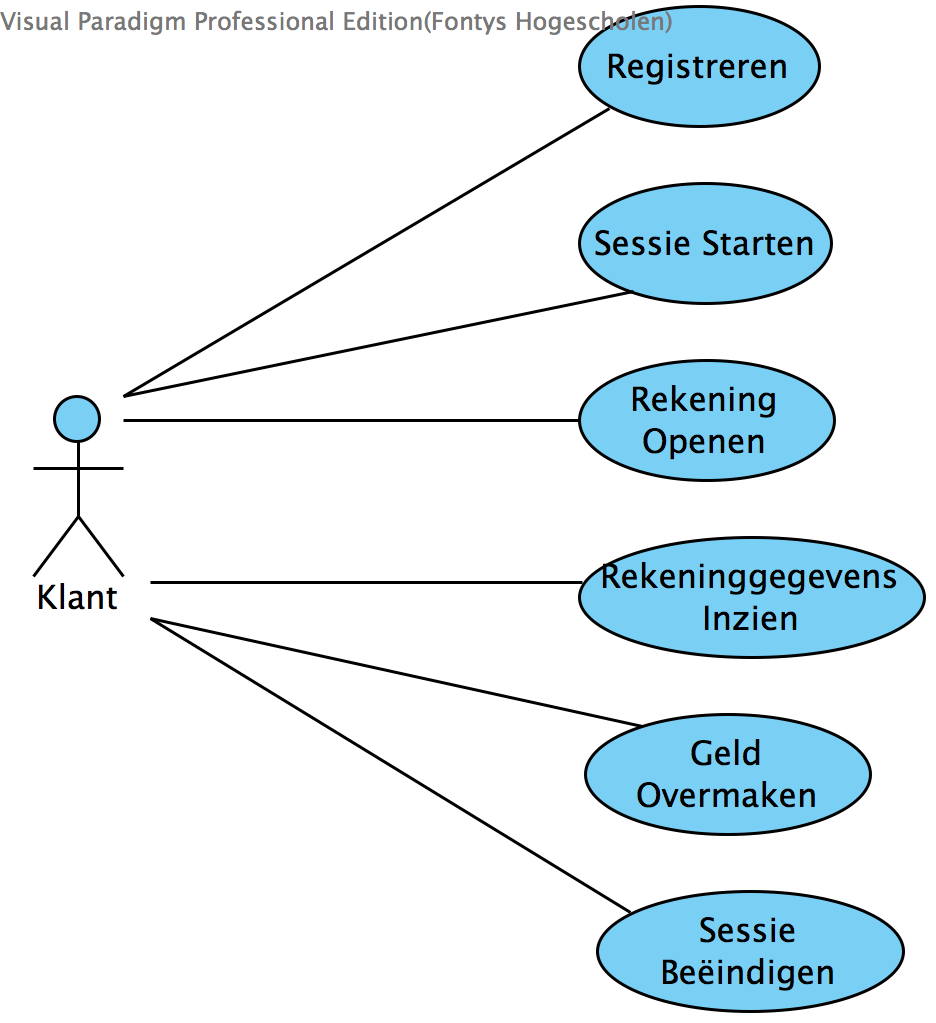 Visual Paradigm Professional Edition(Fontys Hogescholen)
Registreren
Sessie Starten
Rekening
Openen
Klant
Rekeninggegevens
Inzien
Geld
Overmaken
Sessie
Beëindigen